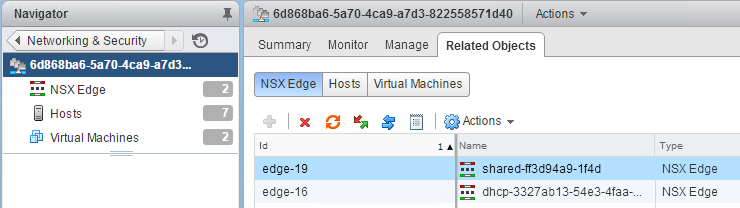 Navigator
Networking & Security
6d868ba6-5a70-4ca9-a7d3...
NSX Edge 2
Hosts 7
Virtual Machines 2
6d868ba6-5a70-4ca9-a7d3-822558571d40 Actions
Summary Monitor Manage Related Objects
NSX Edge Hosts Virtual Machines
Actions
Id 1 Name Type
edge-19 shared-ff3d94a9-1f4d NSX Edge
edge-16 dhcp-3327ab13-54e3-4faa-... NSX Edge